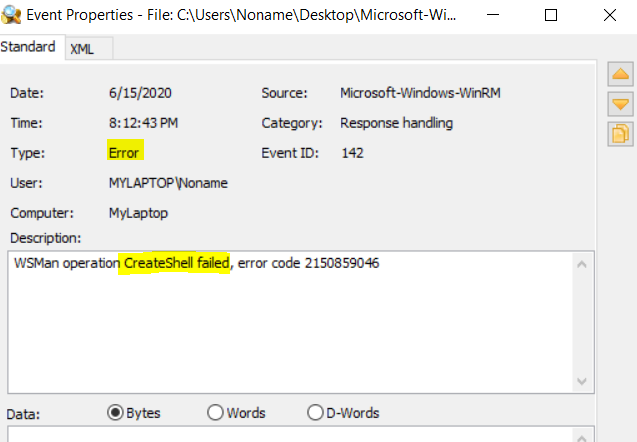 Event Properties - File: C:\Users\Noname\Desktop\Microsoft-Wi...
Standard XML
Date: 6/15/2020 Source: Microsoft-Windows-WinRM
Time: 8:12:43 PM Category: Response handling
Type: Error Event ID: 142
User: MYLAPTOP\Noname
Computer: MyLaptop
Description:
WSMan operation CreateShell failed, error code 2150859046
Data: Bytes Words D-Words